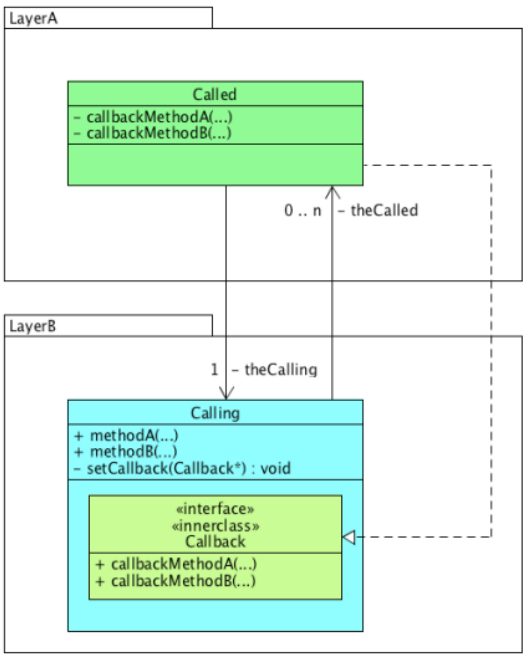 LayerA
Called
- callbackMethodA(...)
- callbackMethodB(...)
0 .. n - theCalled
LayerB
1 - theCalling
Calling
+ methodA(...)
+ methodB(...)
- setCallback(Callback*) : void
«interface»
«innerclass»
Callback
+ callbackMethodA(...)
+ callbackMethodB(...)